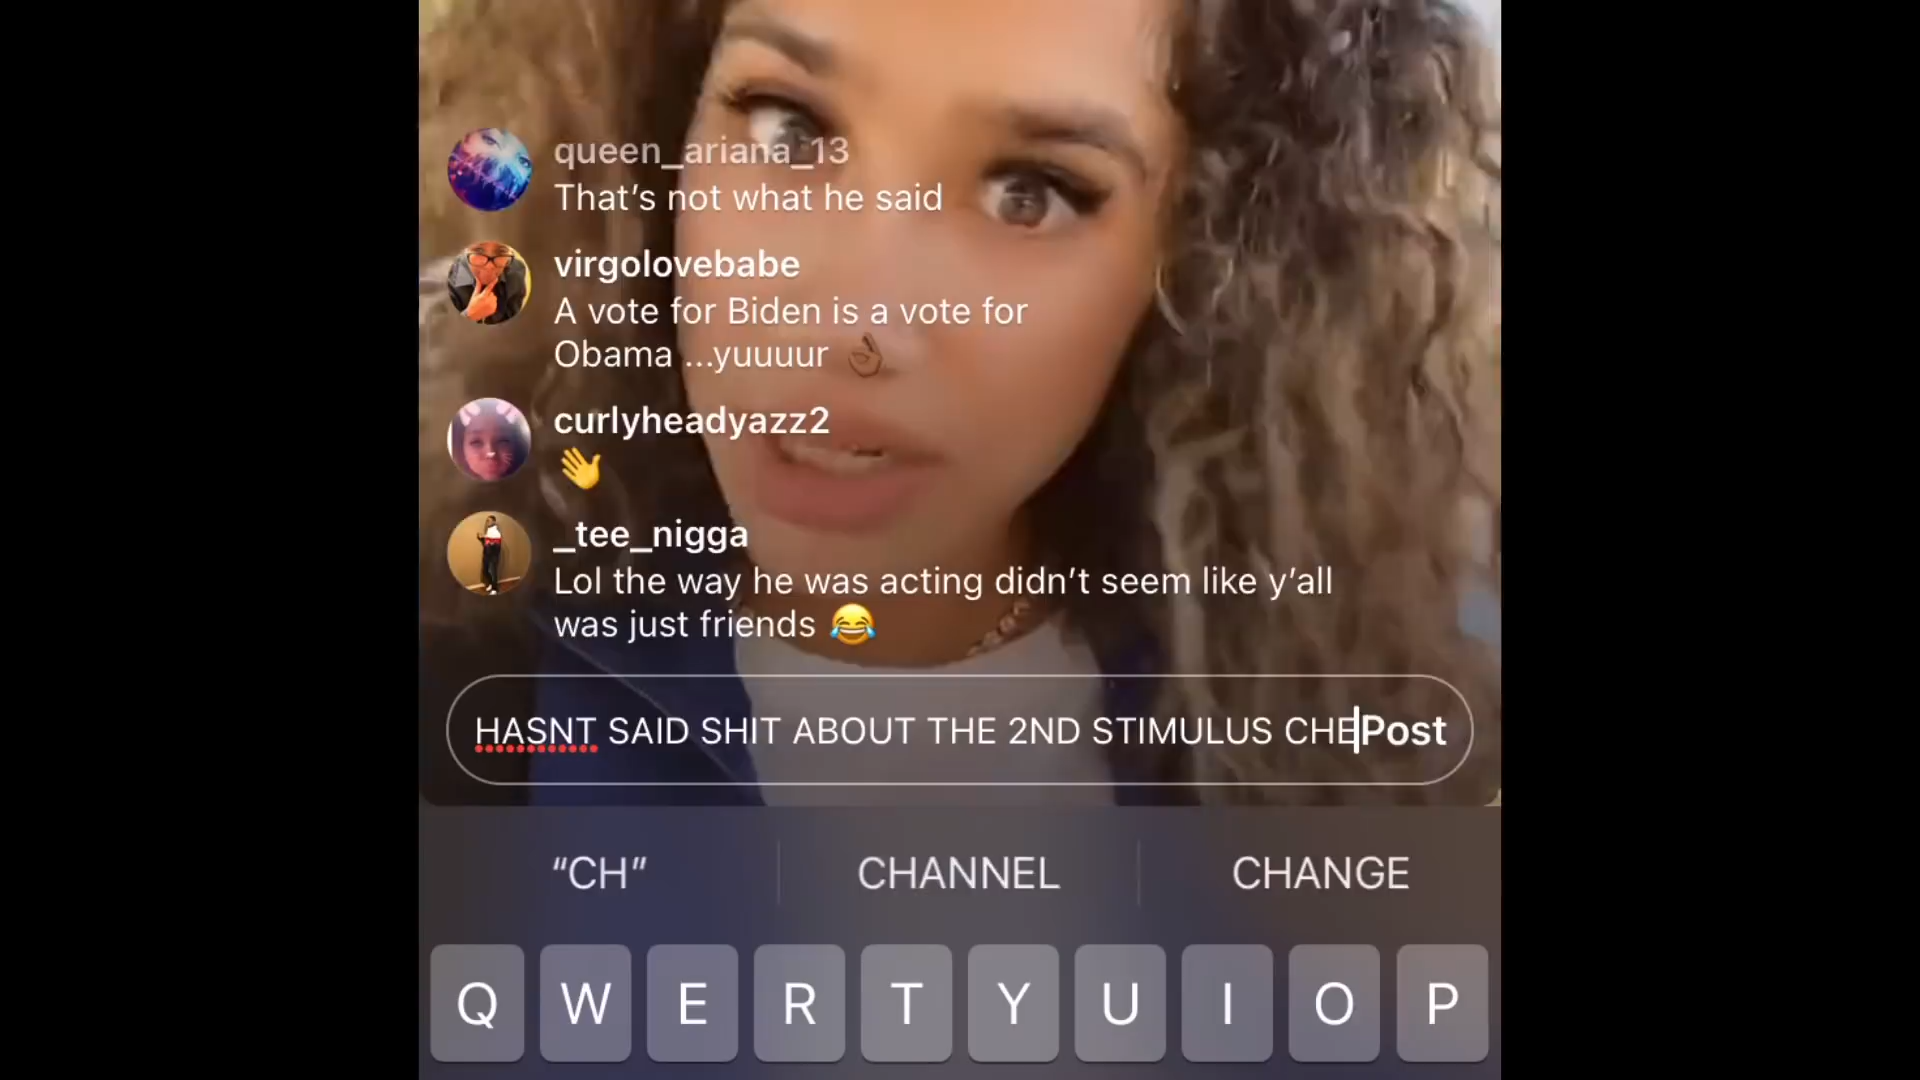 queen_ariana_13
That's not what he said
virgolovebabe
A vote for Biden is a vote for
Obama ...yuuuur 👌🏾
curlyheadyazz2
👋
_tee_nigga
Lol the way he was acting didn't seem like y'all
was just friends 😂
HASNT SAID SHIT ABOUT THE 2ND STIMULUS CHE Post
“CH” CHANNEL CHANGE
Q W E R T Y U I O P